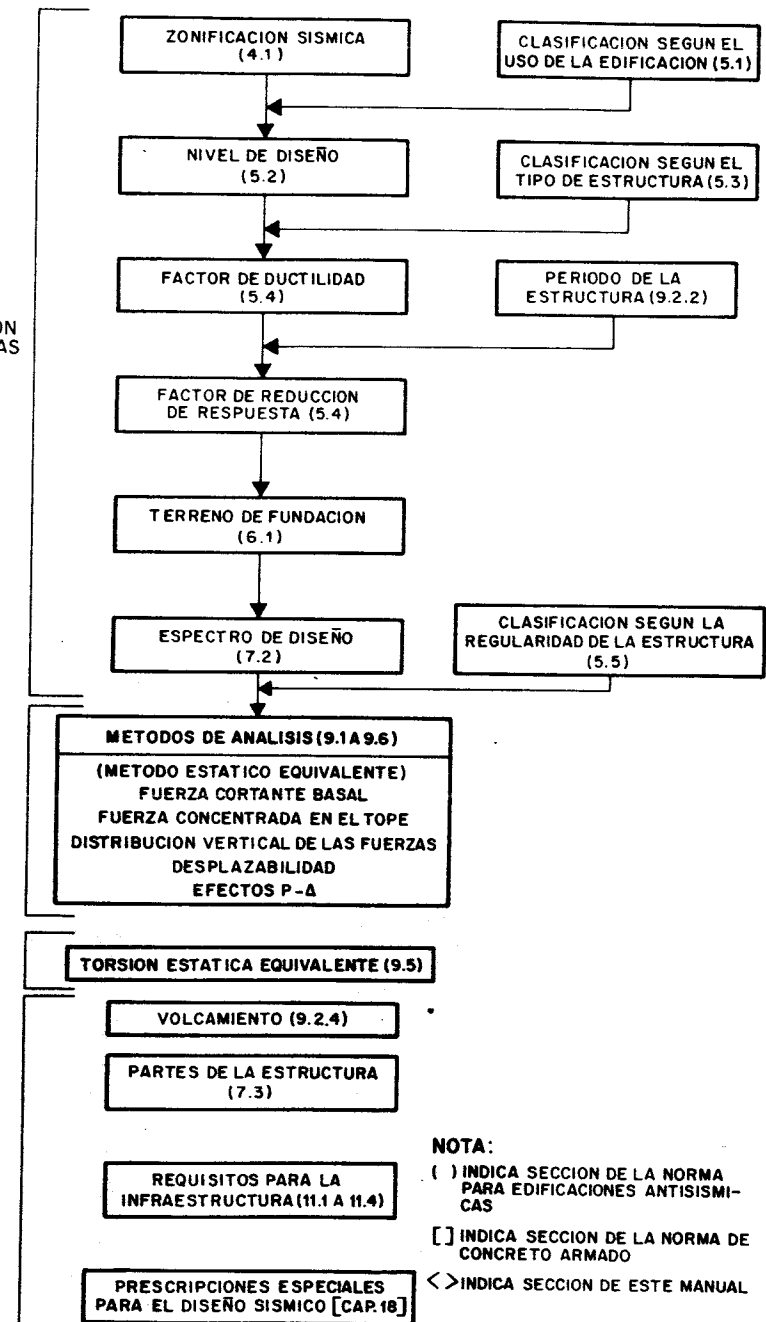 ZONIFICACION SISMICA
(4.1)
CLASIFICACION SEGUN EL
USO DE LA EDIFICACION (5.1)
NIVEL DE DISEÑO
(5.2)
CLASIFICACION SEGUN EL
TIPO DE ESTRUCTURA (5.3)
FACTOR DE DUCTILIDAD
(5.4)
PERIODO DE LA
ESTRUCTURA (9.2.2)
ON
AS
FACTOR DE REDUCCION
DE RESPUESTA (5.4)
TERRENO DE FUNDACION
(6.1)
ESPECTRO DE DISEÑO
(7.2)
CLASIFICACION SEGUN LA
REGULARIDAD DE LA ESTRUCTURA
(5.5)
METODOS DE ANALISIS (9.1 A 9.6)
(METODO ESTATICO EQUIVALENTE)
FUERZA CORTANTE BASAL
FUERZA CONCENTRADA EN EL TOPE
DISTRIBUCION VERTICAL DE LAS FUERZAS
DESPLAZABILIDAD
EFECTOS P-Δ
TORSION ESTATICA EQUIVALENTE (9.5)
VOLCAMIENTO (9.2.4)
PARTES DE LA ESTRUCTURA
(7.3)
REQUISITOS PARA LA
INFRAESTRUCTURA (11.1 A 11.4)
PRESCRIPCIONES ESPECIALES
PARA EL DISEÑO SISMICO [CAP. 18]
NOTA:
( ) INDICA SECCION DE LA NORMA
PARA EDIFICACIONES ANTISISMI-
CAS
[ ] INDICA SECCION DE LA NORMA DE
CONCRETO ARMADO
< > INDICA SECCION DE ESTE MANUAL